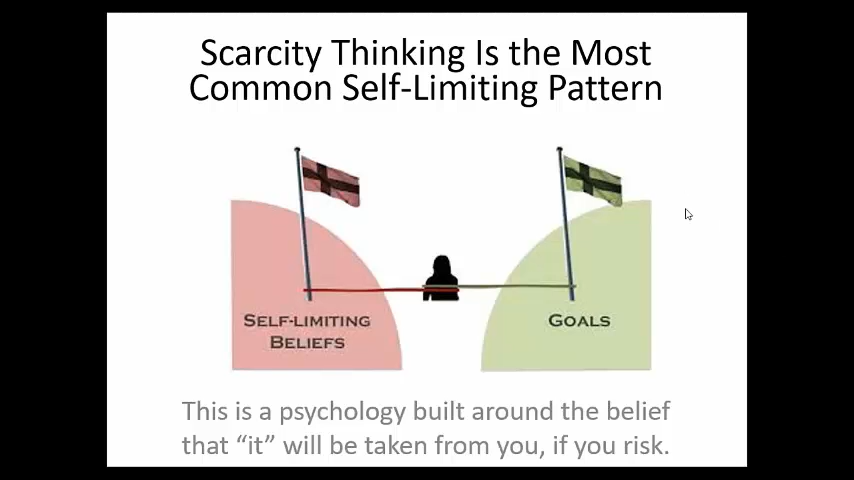 Scarcity Thinking Is the Most
Common Self-Limiting Pattern
SELF-LIMITING
BELIEFS
GOALS
This is a psychology built around the belief
that “it” will be taken from you, if you risk.